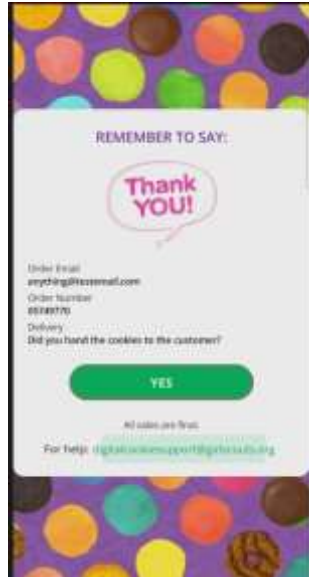 REMEMBER TO SAY:
Thank
YOU!
Order Email
anything@testemail.com
Order Number
05749770
Delivery
Did you hand the cookies to the customer?
YES
All sales are final.
For help: digitalcookiesupport@girlscouts.org